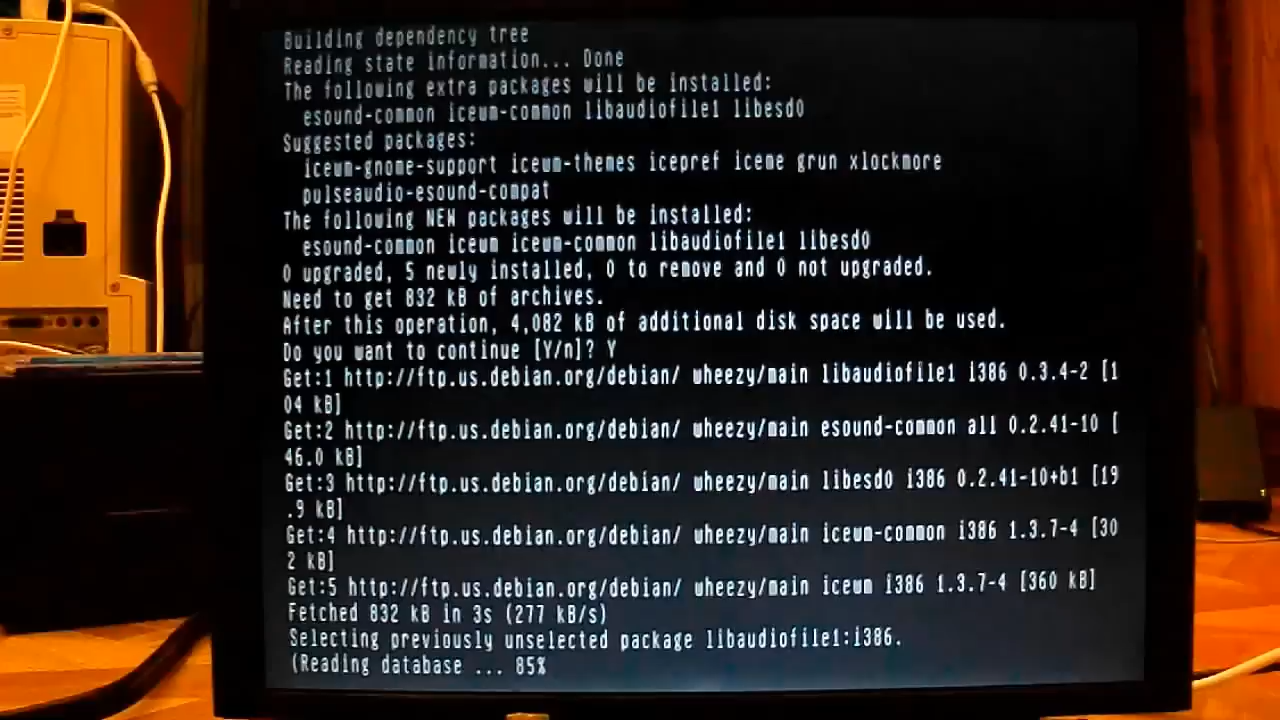 Building dependency tree
Reading state information... Done
The following extra packages will be installed:
esound-common icewm-common libaudiofile1 libesd0
Suggested packages:
icewm-gnome-support icewm-themes icepref iceme grun xlockmore
pulseaudio-esound-compat
The following NEW packages will be installed:
esound-common icewm icewm-common libaudiofile1 libesd0
0 upgraded, 5 newly installed, 0 to remove and 0 not upgraded.
Need to get 832 kB of archives.
After this operation, 4,082 kB of additional disk space will be used.
Do you want to continue [Y/n]? Y
Get:1 http://ftp.us.debian.org/debian/ wheezy/main libaudiofile1 i386 0.3.4-2 [1
04 kB]
Get:2 http://ftp.us.debian.org/debian/ wheezy/main esound-common all 0.2.41-10 [
46.0 kB]
Get:3 http://ftp.us.debian.org/debian/ wheezy/main libesd0 i386 0.2.41-10+b1 [19
.9 kB]
Get:4 http://ftp.us.debian.org/debian/ wheezy/main icewm-common i386 1.3.7-4 [30
2 kB]
Get:5 http://ftp.us.debian.org/debian/ wheezy/main icewm i386 1.3.7-4 [360 kB]
Fetched 832 kB in 3s (277 kB/s)
Selecting previously unselected package libaudiofile1:i386.
(Reading database ... 85%